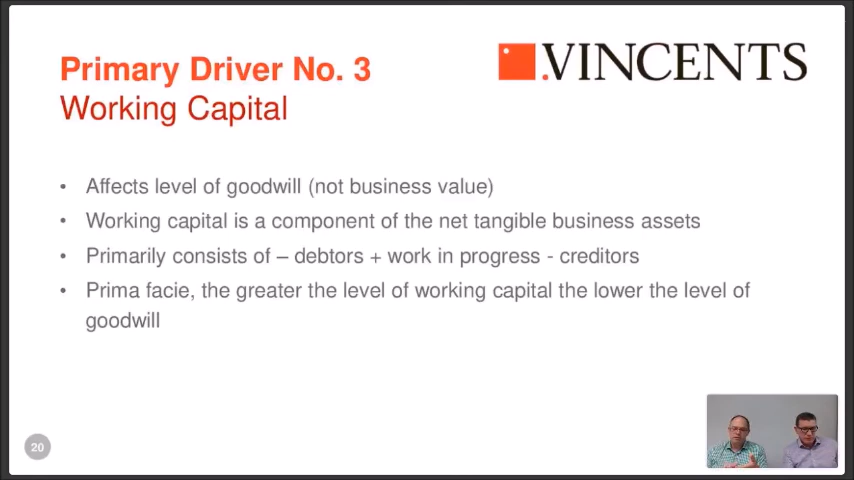 Primary Driver No. 3
.VINCENTS
Working Capital
• Affects level of goodwill (not business value)
• Working capital is a component of the net tangible business assets
• Primarily consists of – debtors + work in progress - creditors
• Prima facie, the greater the level of working capital the lower the level of
goodwill
20